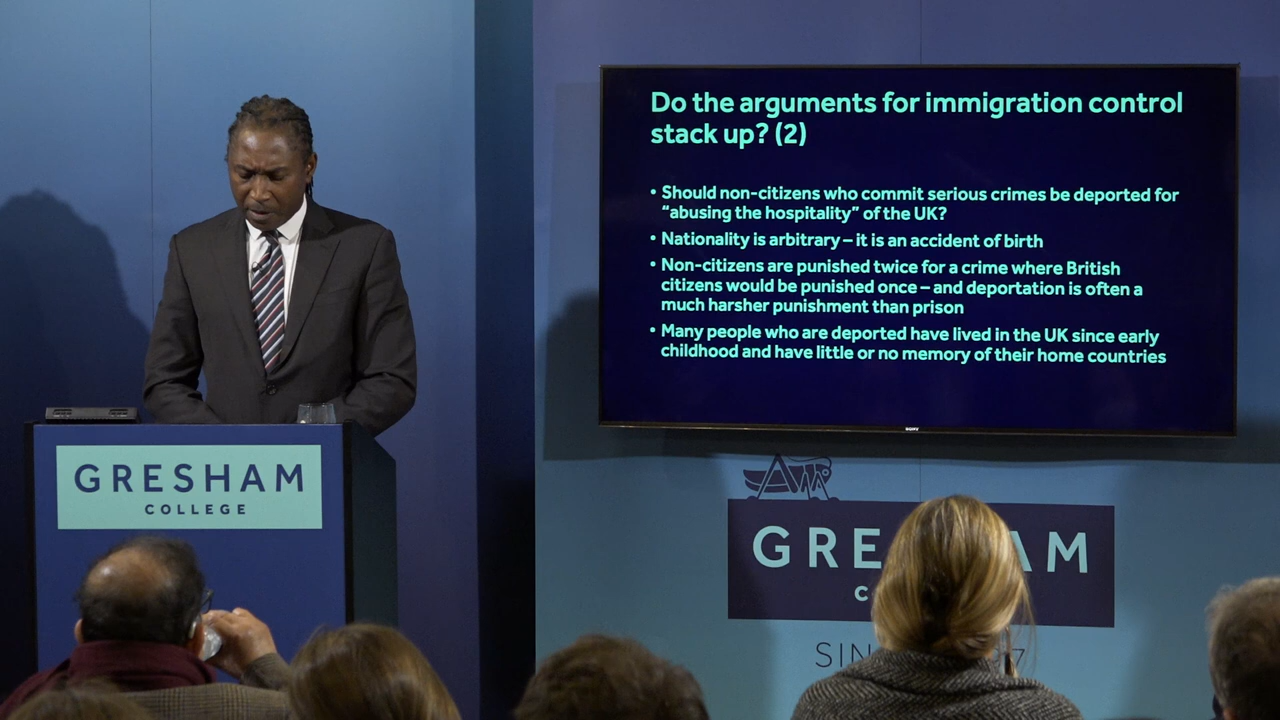 Do the arguments for immigration control
stack up? (2)
• Should non-citizens who commit serious crimes be deported for
“abusing the hospitality” of the UK?
• Nationality is arbitrary – it is an accident of birth
• Non-citizens are punished twice for a crime where British
citizens would be punished once – and deportation is often a
much harsher punishment than prison
• Many people who are deported have lived in the UK since early
childhood and have little or no memory of their home countries
SONY
GRESHAM
COLLEGE